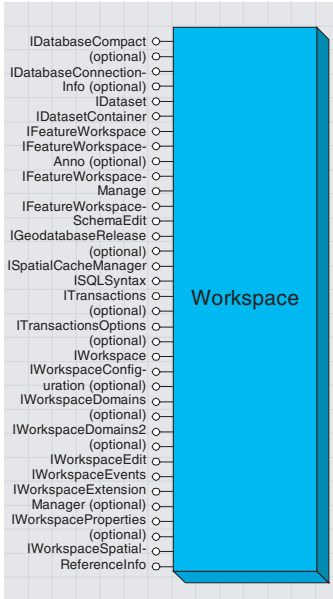 IDatabaseCompact
(optional)
IDatabaseConnection-
Info (optional)
IDataset
IDatasetContainer
IFeatureWorkspace
IFeatureWorkspace-
Anno (optional)
IFeatureWorkspace-
Manage
IFeatureWorkspace-
SchemaEdit
IGeodatabaseRelease
(optional)
ISpatialCacheManager
ISQLSyntax
ITransactions
(optional)
ITransactionsOptions
(optional)
IWorkspace
IWorkspaceConfig-
uration (optional)
IWorkspaceDomains
(optional)
IWorkspaceDomains2
(optional)
IWorkspaceEdit
IWorkspaceEvents
IWorkspaceExtension
Manager (optional)
IWorkspaceProperties
(optional)
IWorkspaceSpatial-
ReferenceInfo
Workspace